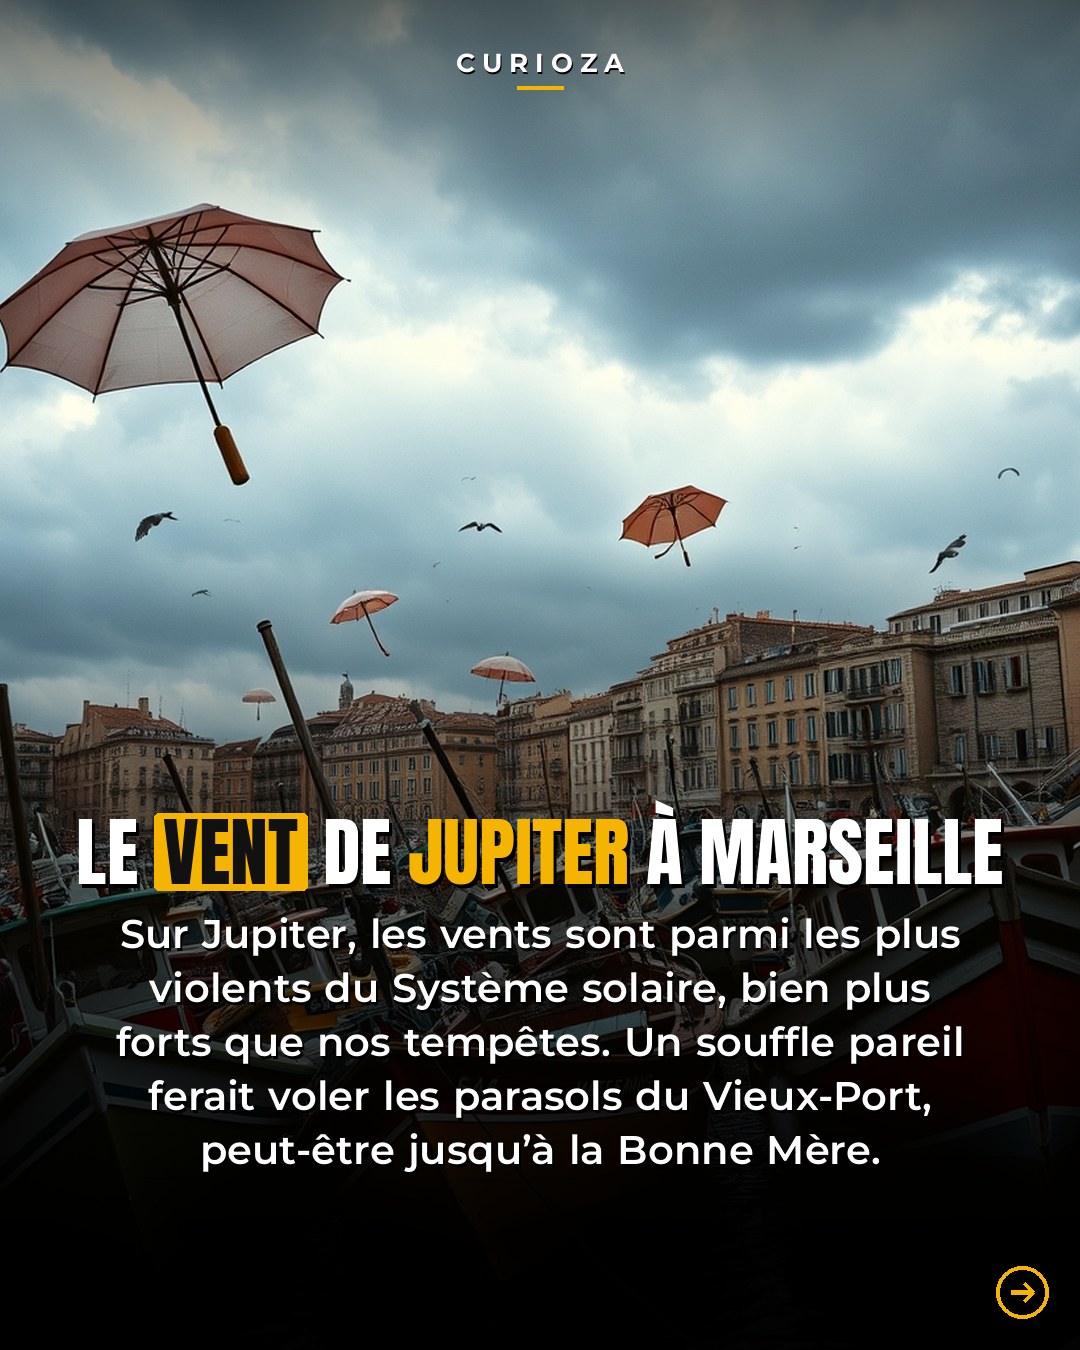 CURIOZA
LE VENT DE JUPITER À MARSEILLE
Sur Jupiter, les vents sont parmi les plus
violents du Système solaire, bien plus
forts que nos tempêtes. Un souffle pareil
ferait voler les parasols du Vieux-Port,
peut-être jusqu’à la Bonne Mère.